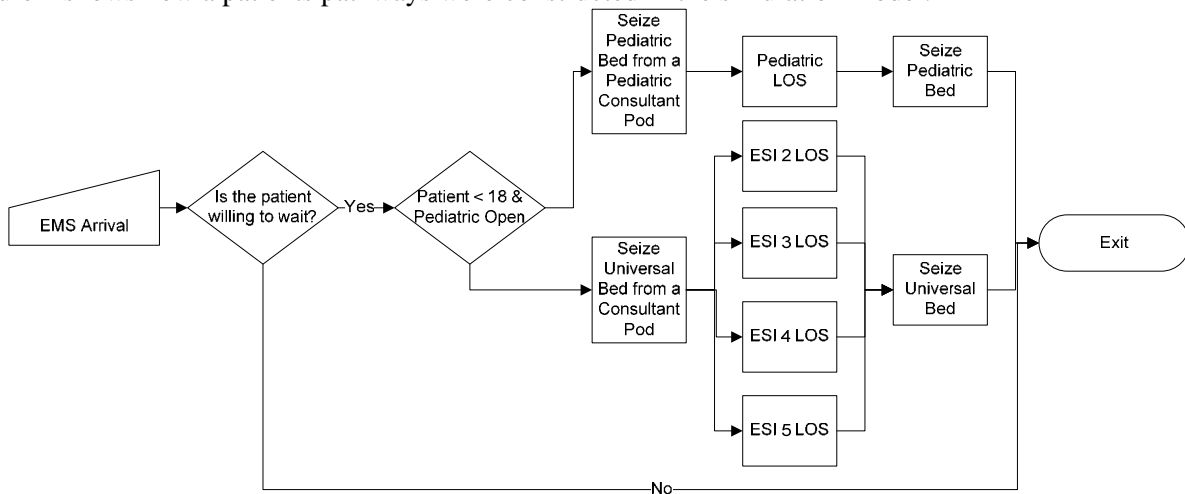 shows how a patients pathways were constructed in the simulation model.
EMS Arrival
Is the patient
willing to wait?
Yes
Patient < 18 &
Pediatric Open
Seize
Pediatric
Bed from a
Pediatric
Consultant
Pod
Pediatric
LOS
Seize
Pediatric
Bed
Seize
Universal
Bed from a
Consultant
Pod
ESI 2 LOS
ESI 3 LOS
ESI 4 LOS
ESI 5 LOS
Seize
Universal
Bed
Exit
No